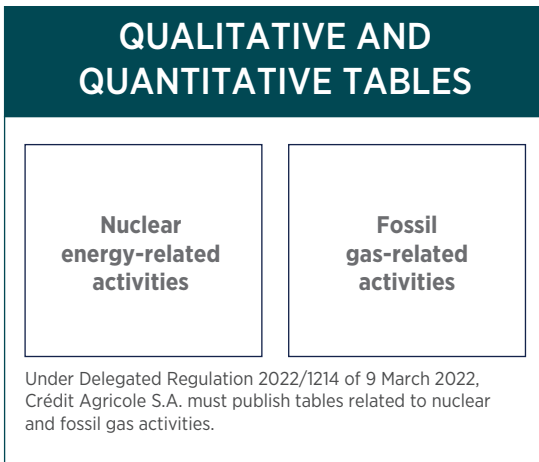 QUALITATIVE AND
QUANTITATIVE TABLES
Nuclear
energy-related
activities
Fossil
gas-related
activities
Under Delegated Regulation 2022/1214 of 9 March 2022,
Crédit Agricole S.A. must publish tables related to nuclear
and fossil gas activities.